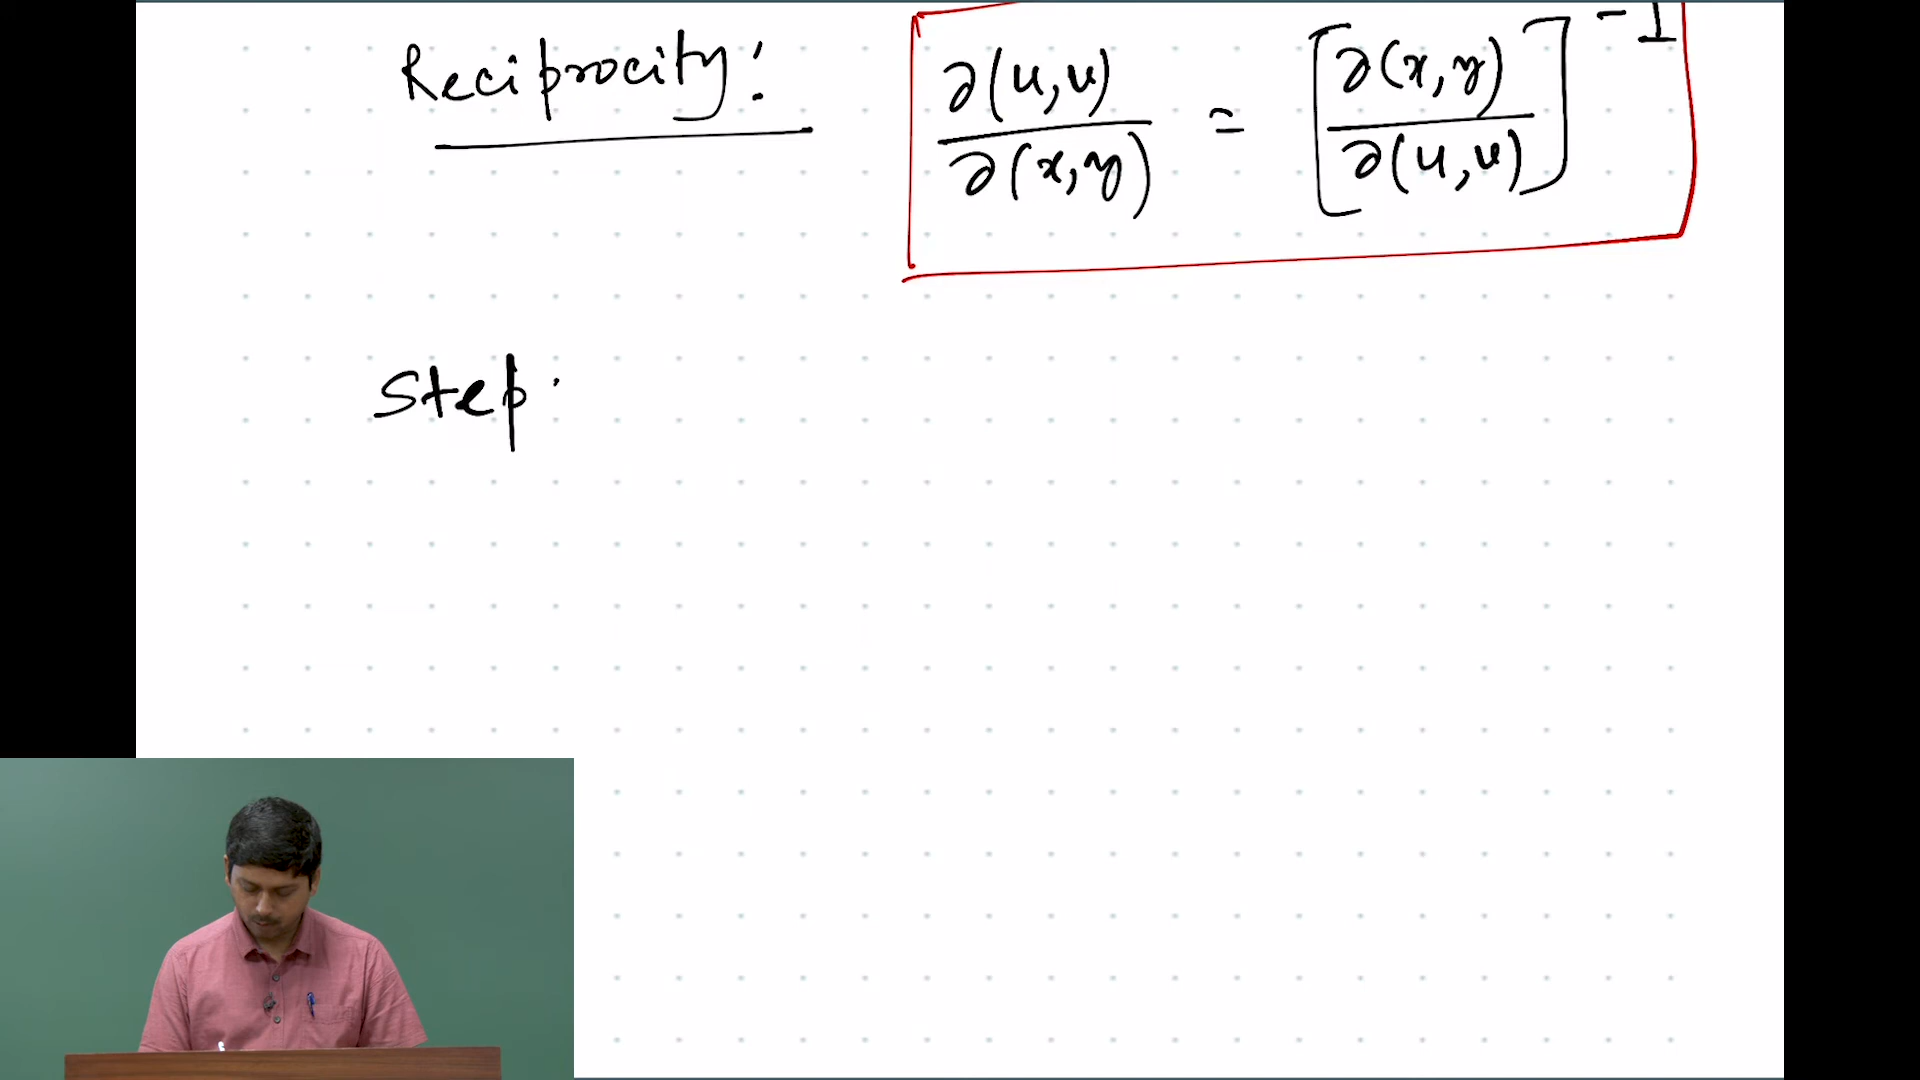 Reciprocity: ∂(u,v)/∂(x,y) = [∂(x,y)/∂(u,v)]^-1
Step: